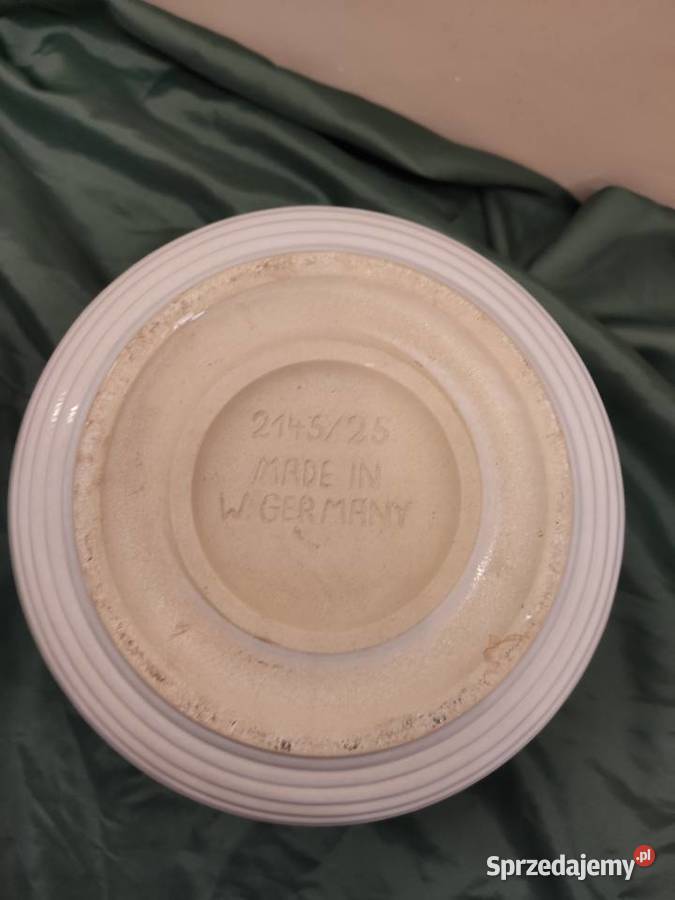 2145/25
MADE IN
W. GERMANY
Sprzedajemy.pl